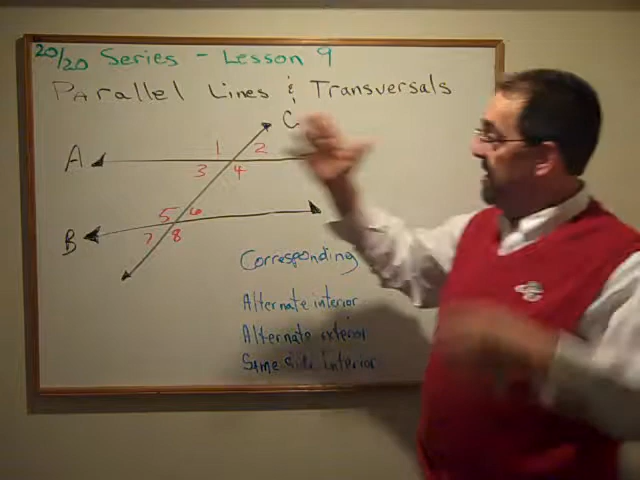 20/20 Series - Lesson 9
Parallel Lines & Transversals
C
A
1 2
3 4
5 6
B
7 8
Corresponding
Alternate interior
Alternate exterior
Same Side Interior